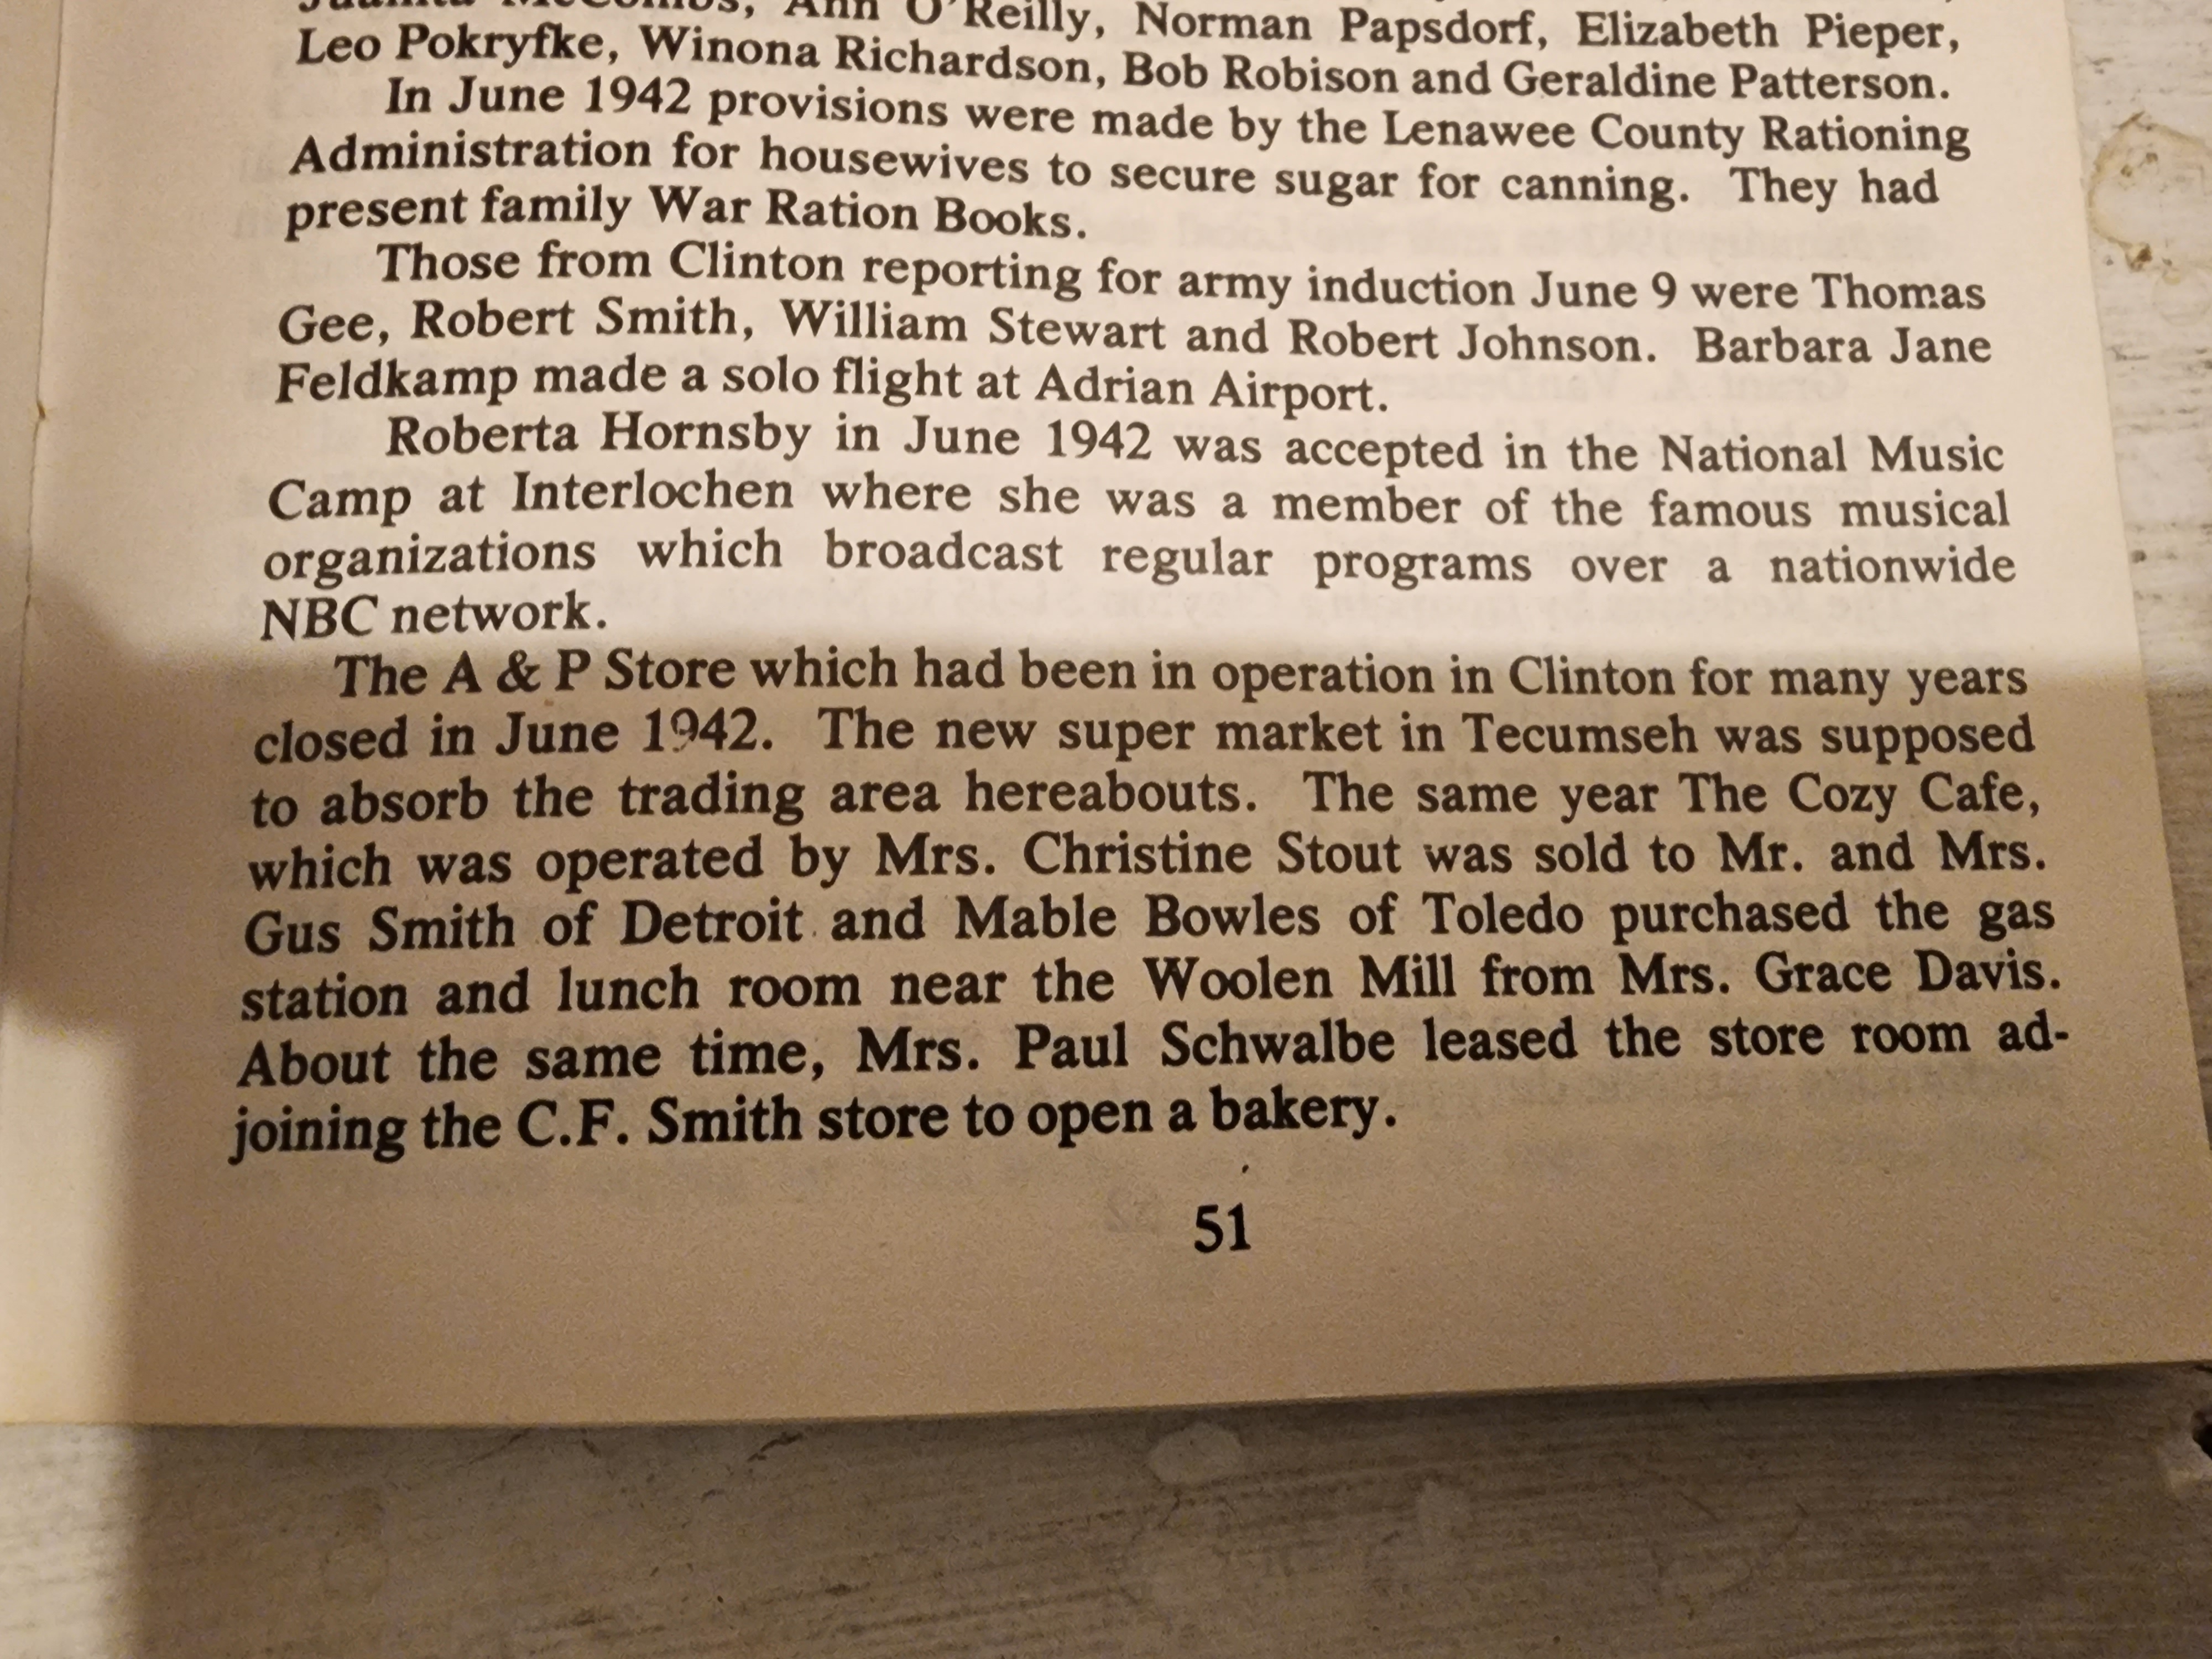 Juanita McCombs, Ann O'Reilly, Norman Papsdorf, Elizabeth Pieper,
Leo Pokryfke, Winona Richardson, Bob Robison and Geraldine Patterson.
In June 1942 provisions were made by the Lenawee County Rationing
Administration for housewives to secure sugar for canning. They had
present family War Ration Books.
Those from Clinton reporting for army induction June 9 were Thomas
Gee, Robert Smith, William Stewart and Robert Johnson. Barbara Jane
Feldkamp made a solo flight at Adrian Airport.
Roberta Hornsby in June 1942 was accepted in the National Music
Camp at Interlochen where she was a member of the famous musical
organizations which broadcast regular programs over a nationwide
NBC network.
The A & P Store which had been in operation in Clinton for many years
closed in June 1942. The new super market in Tecumseh was supposed
to absorb the trading area hereabouts. The same year The Cozy Cafe,
which was operated by Mrs. Christine Stout was sold to Mr. and Mrs.
Gus Smith of Detroit and Mable Bowles of Toledo purchased the gas
station and lunch room near the Woolen Mill from Mrs. Grace Davis.
About the same time, Mrs. Paul Schwalbe leased the store room ad-
joining the C.F. Smith store to open a bakery.
51